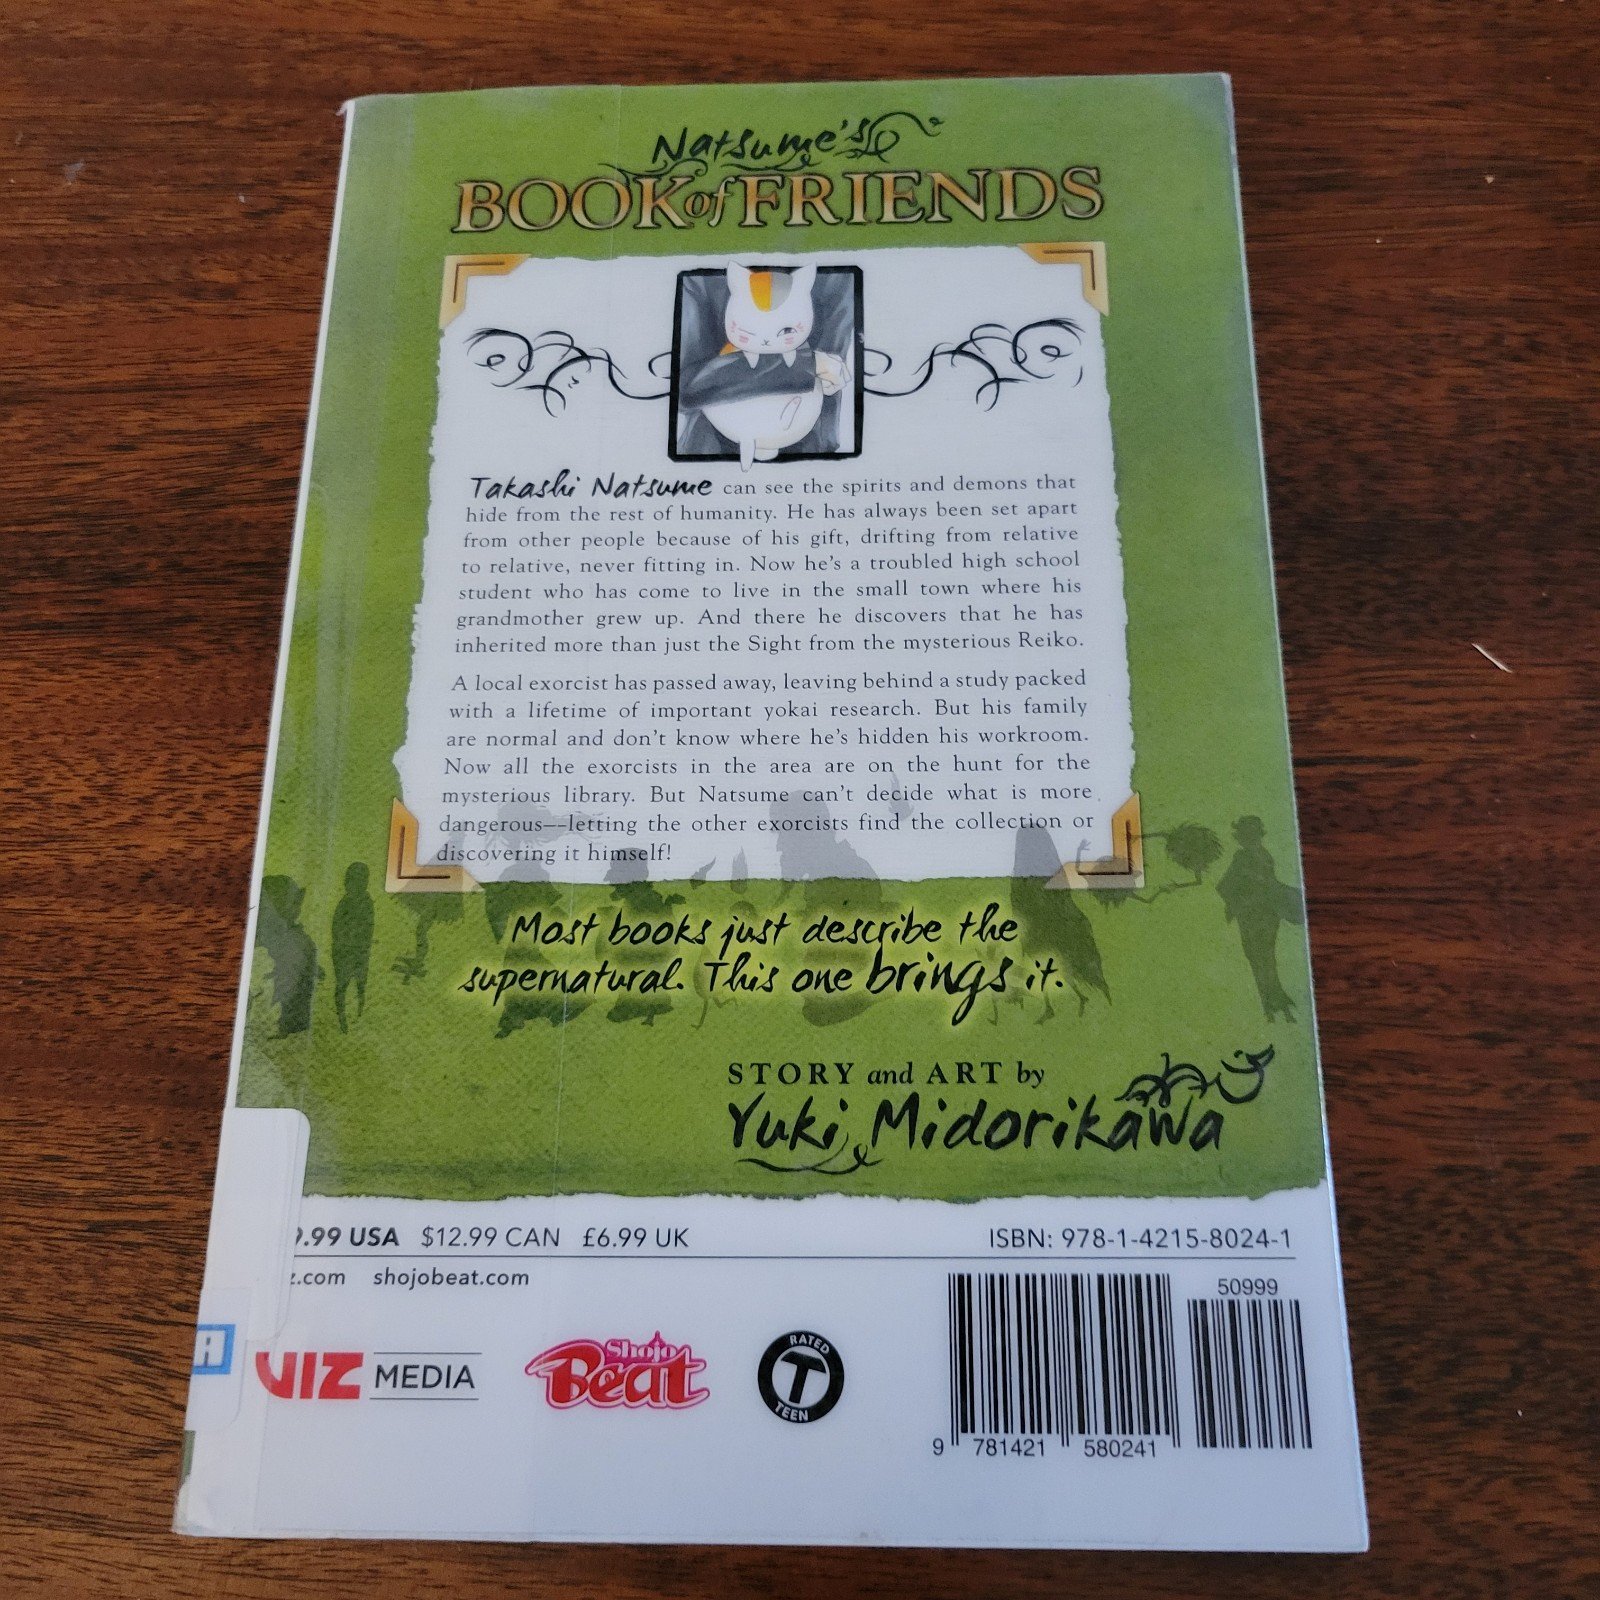 Natsume's
BOOK of FRIENDS
Takashi Natsume can see the spirits and demons that
hide from the rest of humanity. He has always been set apart
from other people because of his gift, drifting from relative
to relative, never fitting in. Now he's a troubled high school
student who has come to live in the small town where his
grandmother grew up. And there he discovers that he has
inherited more than just the Sight from the mysterious Reiko.
A local exorcist has passed away, leaving behind a study packed
with a lifetime of important yokai research. But his family
are normal and don't know where he's hidden his workroom.
Now all the exorcists in the area are on the hunt for the
mysterious library. But Natsume can't decide what is more
dangerous—letting the other exorcists find the collection or
discovering it himself!
Most books just describe the
supernatural. This one brings it.
STORY and ART by
Yuki Midorikawa
9.99 USA $12.99 CAN £6.99 UK
ISBN: 978-1-4215-8024-1
z.com shojobeat.com
50999
VIZ MEDIA
Shojo
Beat
RATED
T
TEEN
9 781421 580241